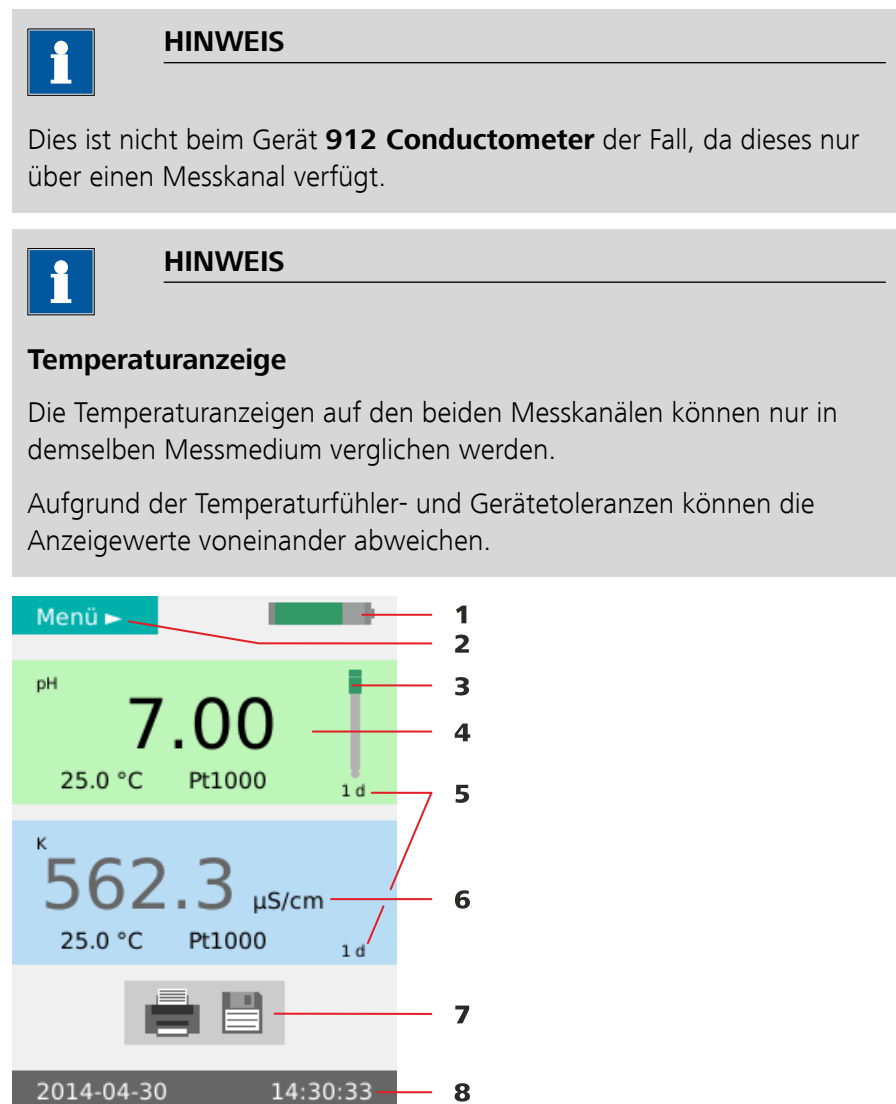 HINWEIS
Dies ist nicht beim Gerät 912 Conductometer der Fall, da dieses nur
über einen Messkanal verfügt.
HINWEIS
Temperaturanzeige
Die Temperaturanzeigen auf den beiden Messkanälen können nur in
demselben Messmedium verglichen werden.
Aufgrund der Temperaturfühler- und Gerätetoleranzen können die
Anzeigewerte voneinander abweichen.
Menü ►
1
2
pH
3
7.00
4
25.0 °C Pt1000
1 d
5
K
562.3 µS/cm
6
25.0 °C Pt1000
1 d
7
2014-04-30 14:30:33
8